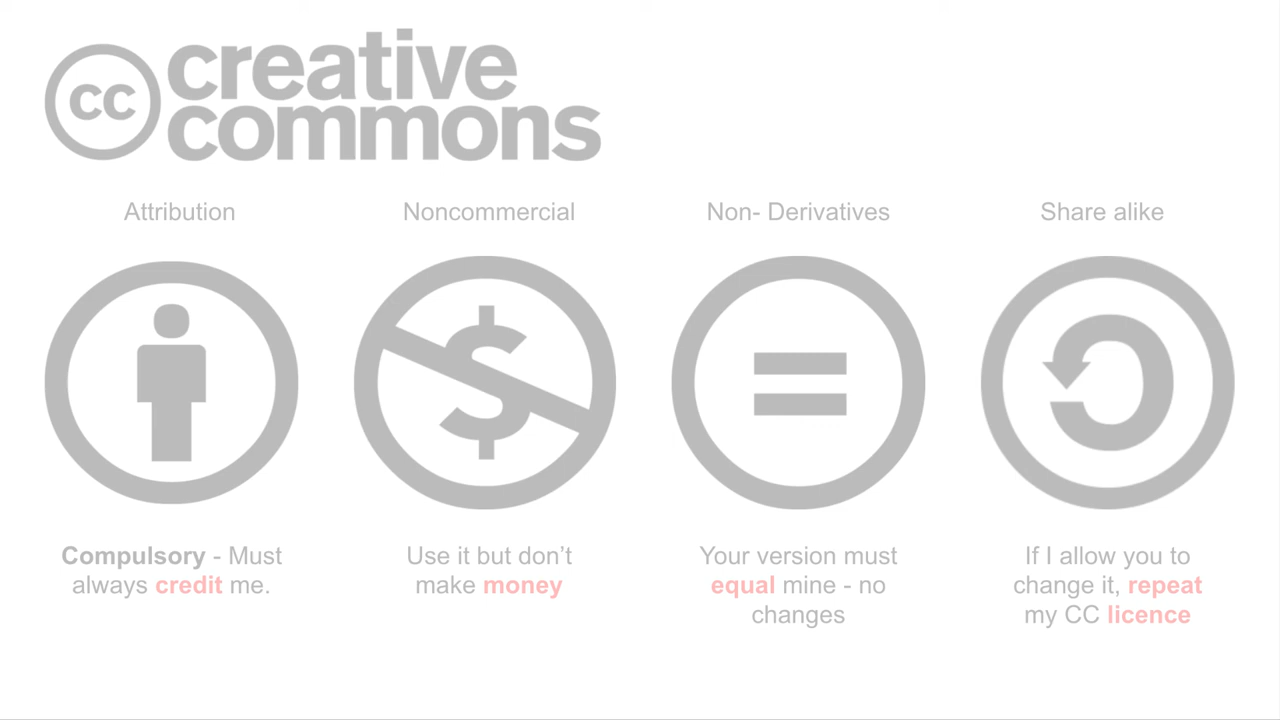 cc creative
commons
Attribution
Noncommercial
Non- Derivatives
Share alike
$
=
Compulsory - Must
always credit me.
Use it but don’t
make money
Your version must
equal mine - no
changes
If I allow you to
change it, repeat
my CC licence